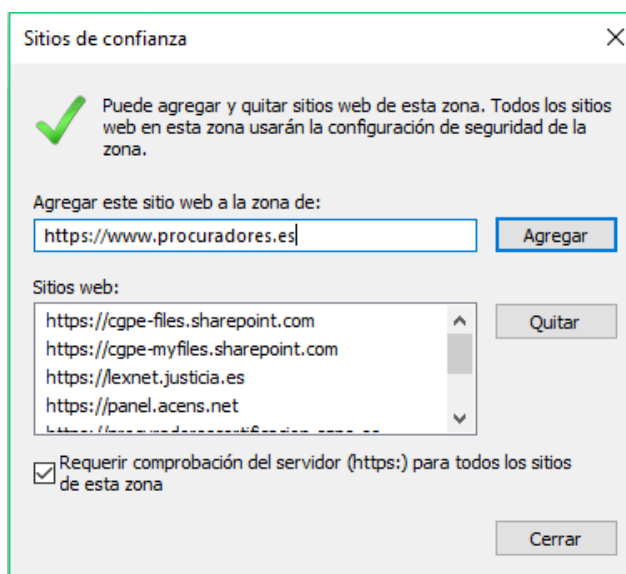 Sitios de confianza
Puede agregar y quitar sitios web de esta zona. Todos los sitios
web en esta zona usarán la configuración de seguridad de la
zona.
Agregar este sitio web a la zona de:
https://www.procuradores.es
Agregar
Sitios web:
https://cgpe-files.sharepoint.com
Quitar
https://cgpe-myfiles.sharepoint.com
https://lexnet.justicia.es
https://panel.acens.net
Requerir comprobación del servidor (https:) para todos los sitios
de esta zona
Cerrar